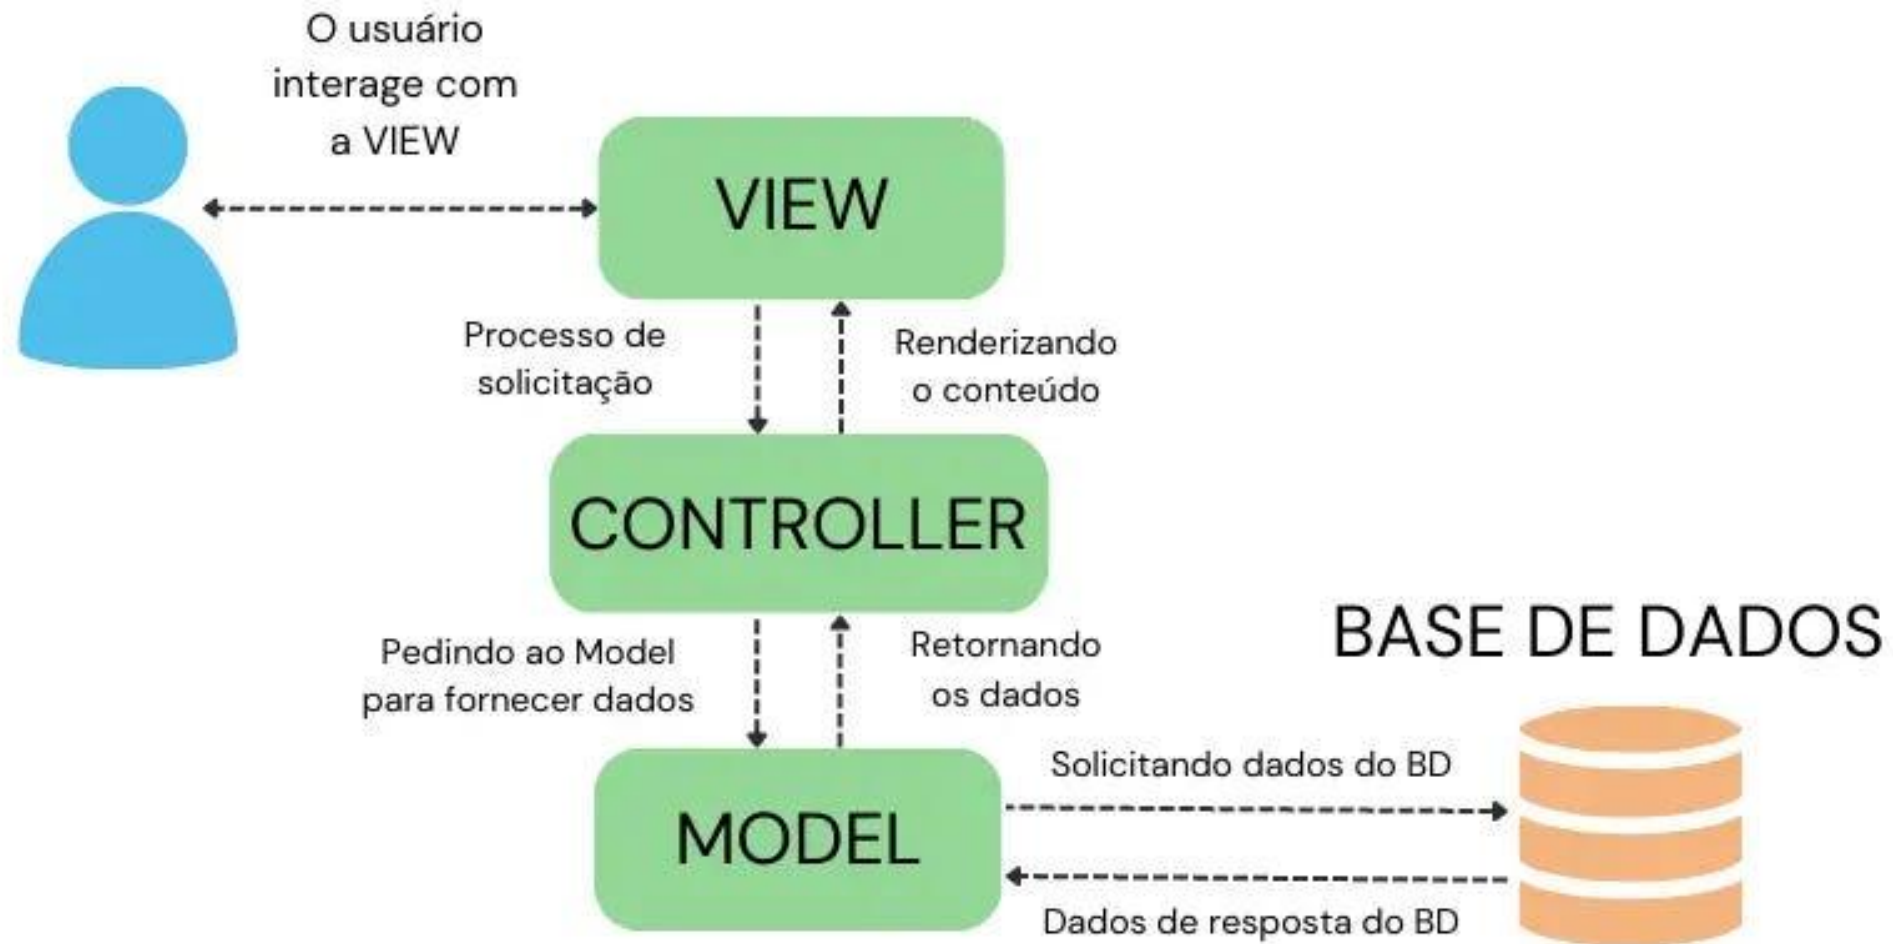 O usuário
interage com
a VIEW
VIEW
Processo de
solicitação
Renderizando
o conteúdo
CONTROLLER
Pedindo ao Model
para fornecer dados
Retornando
os dados
BASE DE DADOS
MODEL
Solicitando dados do BD
Dados de resposta do BD